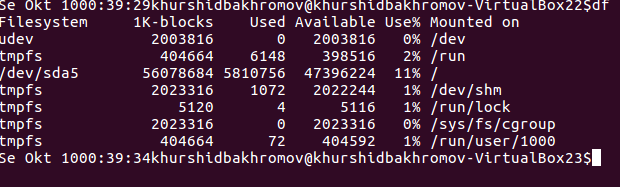 Se Okt 1000:39:29khurshidbakhromov@khurshidbakhromov-VirtualBox22$df
Filesystem     1K-blocks    Used Available Use% Mounted on
udev             2003816       0   2003816   0% /dev
tmpfs             404664    6148    398516   2% /run
/dev/sda5       56078684 5810756  47396224  11% /
tmpfs            2023316    1072   2022244   1% /dev/shm
tmpfs               5120       4      5116   1% /run/lock
tmpfs            2023316       0   2023316   0% /sys/fs/cgroup
tmpfs             404664      72    404592   1% /run/user/1000
Se Okt 1000:39:34khurshidbakhromov@khurshidbakhromov-VirtualBox23$